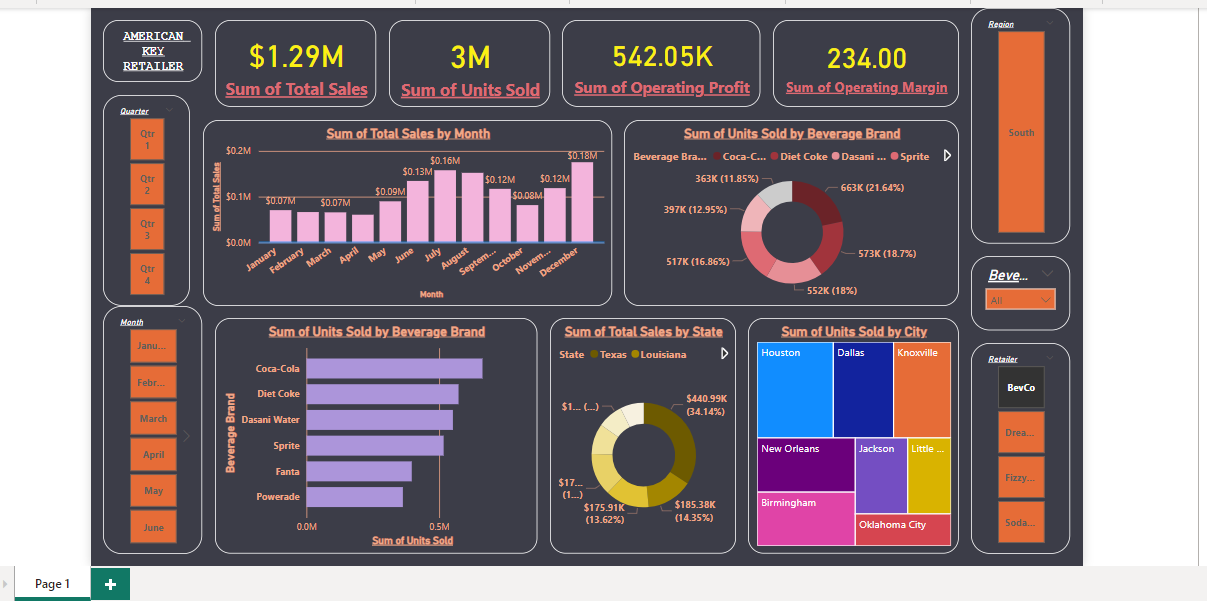 AMERICAN
KEY
RETAILER
$1.29M
Sum of Total Sales
3M
Sum of Units Sold
542.05K
Sum of Operating Profit
234.00
Sum of Operating Margin
Region
South
Quarter
Qtr
1
Qtr
2
Qtr
3
Qtr
4
Sum of Total Sales by Month
Sum of Total Sales
$0.2M
$0.1M
$0.0M
$0.07M
$0.07M
$0.09M
$0.13M
$0.16M
$0.12M
$0.08M
$0.12M
$0.18M
January
February
March
April
May
June
July
August
Septem...
October
Novem...
December
Month
Sum of Units Sold by Beverage Brand
Beverage Bra... Coca-C... Diet Coke Dasani ... Sprite
363K (11.85%)
663K (21.64%)
397K (12.95%)
573K (18.7%)
517K (16.86%)
552K (18%)
Beve...
All
Month
Janu...
Febr...
March
April
May
June
Sum of Units Sold by Beverage Brand
Beverage Brand
Coca-Cola
Diet Coke
Dasani Water
Sprite
Fanta
Powerade
0.0M
0.5M
Sum of Units Sold
Sum of Total Sales by State
State Texas Louisiana
$1... (...)
$440.99K
(34.14%)
$17...
(1...)
$175.91K
(13.62%)
$185.38K
(14.35%)
Sum of Units Sold by City
Houston
Dallas
Knoxville
New Orleans
Jackson
Little ...
Birmingham
Oklahoma City
Retailer
BevCo
Drea...
Fizzy...
Soda...
Page 1